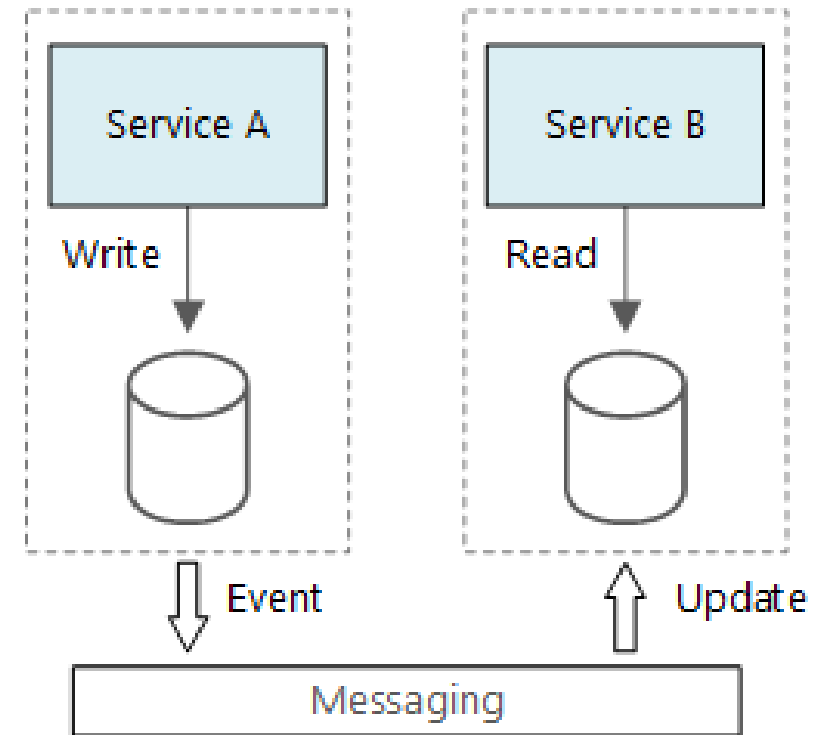 Service A
Service B
Write
Read
Event
Update
Messaging